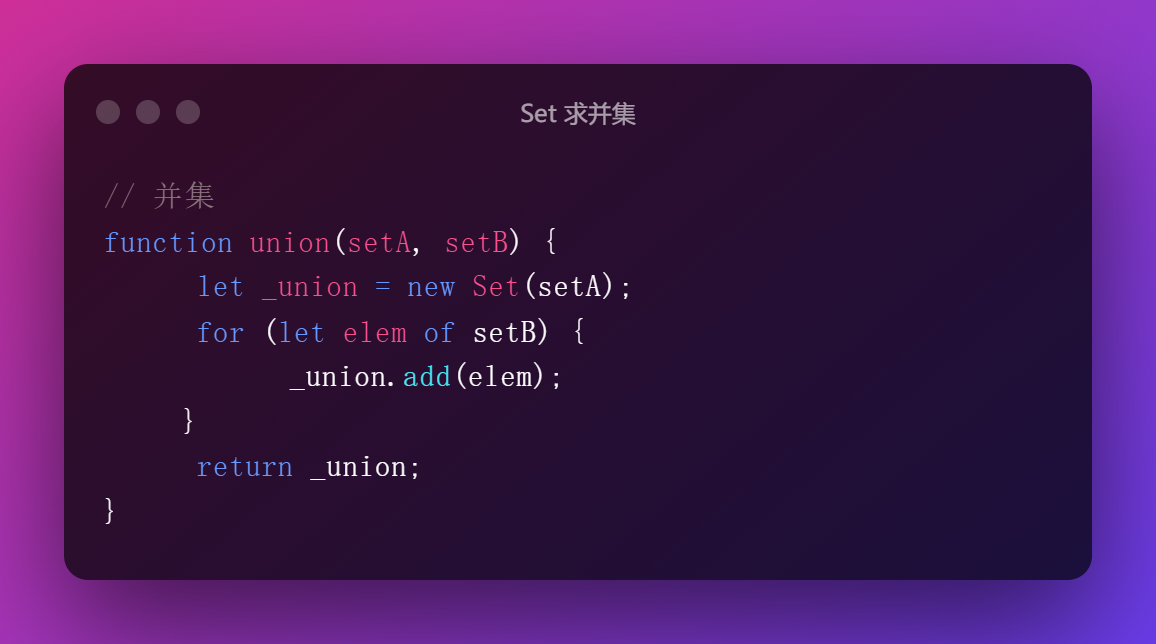 Set 求并集
// 并集
function union(setA, setB) {
    let _union = new Set(setA);
    for (let elem of setB) {
        _union.add(elem);
    }
    return _union;
}